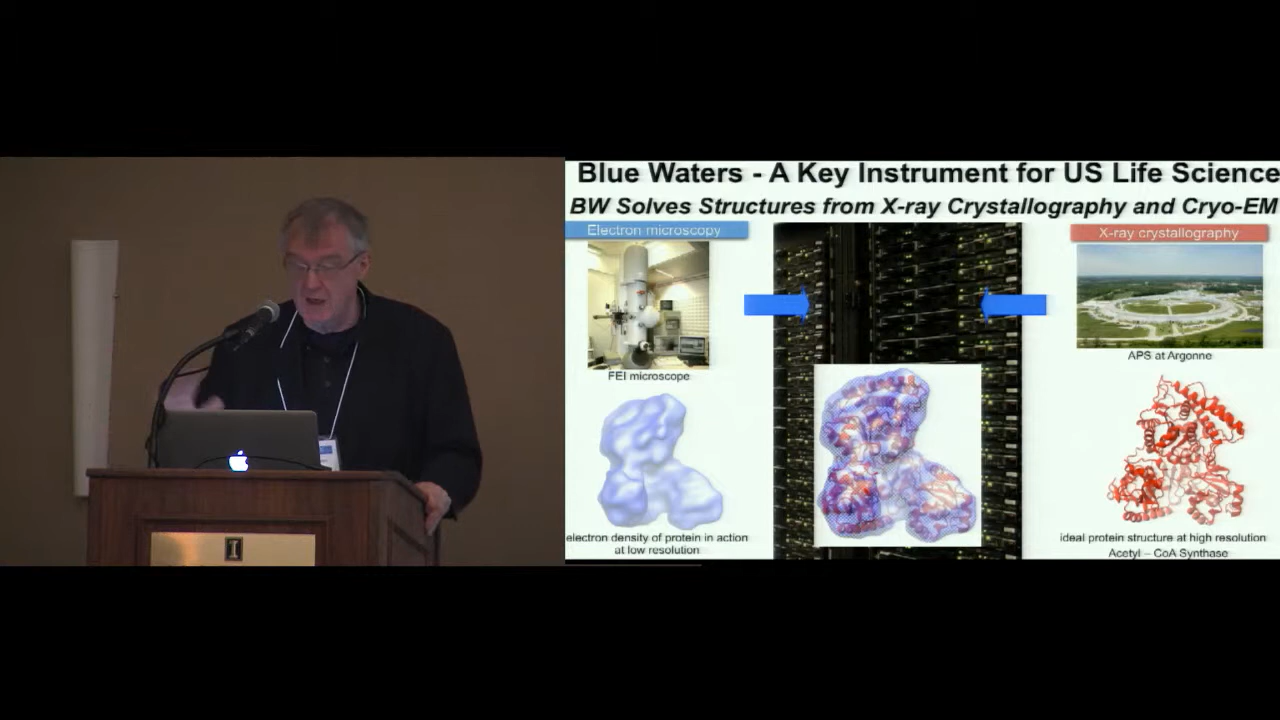 Blue Waters - A Key Instrument for US Life Science
BW Solves Structures from X-ray Crystallography and Cryo-EM
Electron microscopy
X-ray crystallography
FEI microscope
APS at Argonne
electron density of protein in action
at low resolution
ideal protein structure at high resolution
Acetyl – CoA Synthase
I